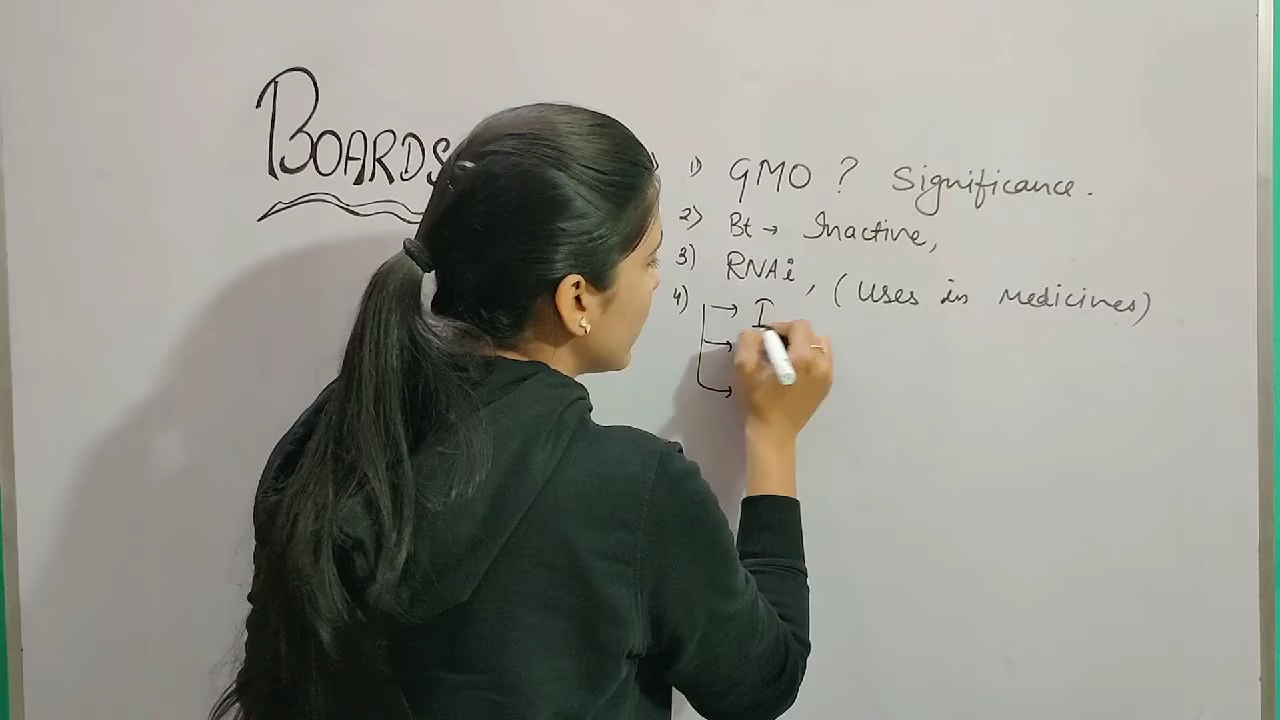 BOARDS
1) GMO ? Significance.
2) Bt → Inactive,
3) RNAi, (Uses in Medicines)
4) → I
→
→